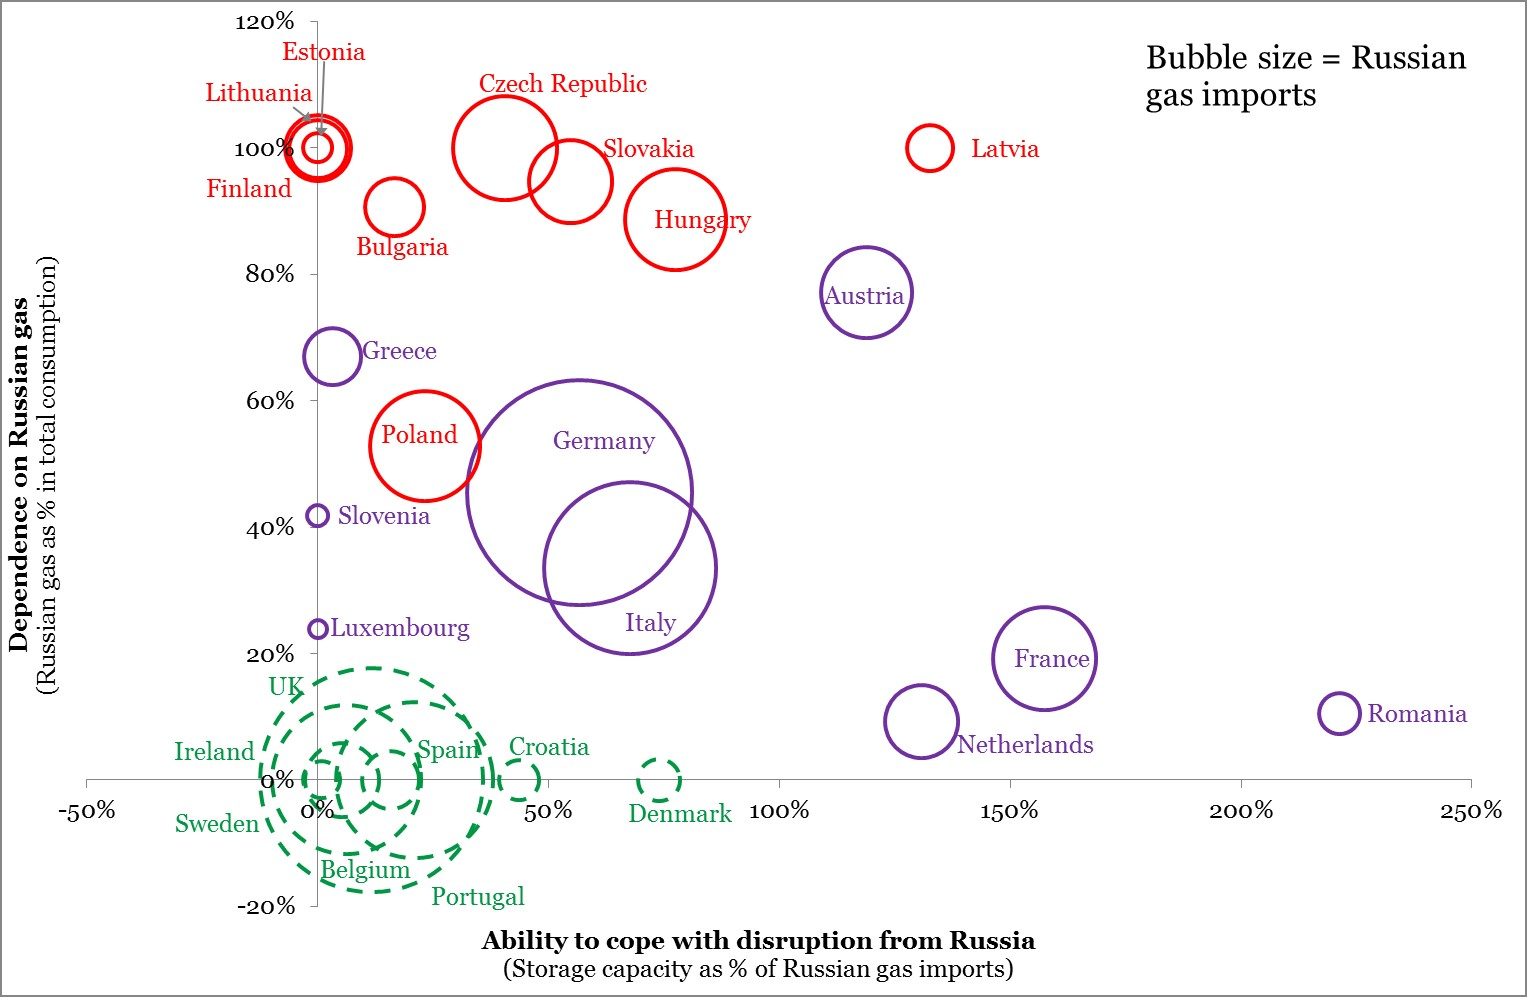 120%
Estonia
Bubble size = Russian
gas imports
Czech Republic
Lithuania
100%
Slovakia
Latvia
Finland
Hungary
Bulgaria
80%
Austria
Greece
60%
Poland
Germany
Slovenia
40%
Italy
Luxembourg
20%
France
UK
Romania
Ireland
Spain
Croatia
Netherlands
0%
-50%
0%
50%
100%
150%
200%
250%
Sweden
Denmark
Belgium
Portugal
-20%
Dependence on Russian gas
(Russian gas as % in total consumption)
Ability to cope with disruption from Russia
(Storage capacity as % of Russian gas imports)